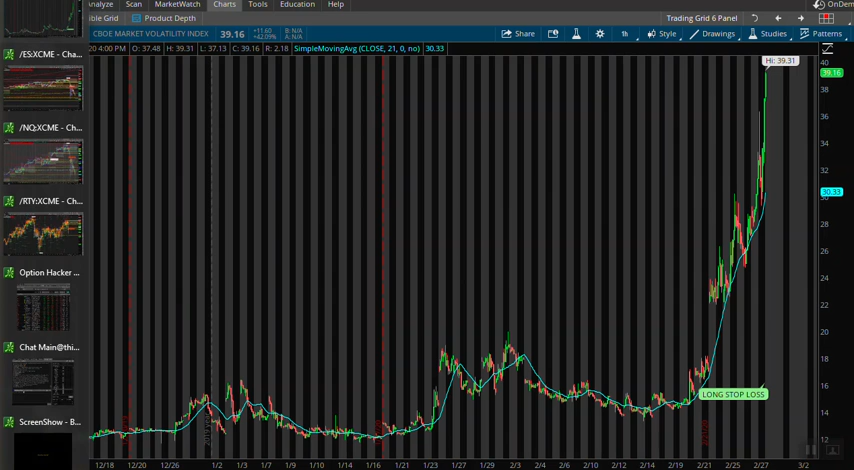 Analyze Scan MarketWatch Charts Tools Education Help OnDem
ible Grid Product Depth Trading Grid 6 Panel
CBOE MARKET VOLATILITY INDEX 39.16 +11.60 +42.09% B: N/A A: N/A Share 1h Style Drawings Studies Patterns
20 4:00 PM O: 37.48 H: 39.31 L: 37.13 C: 39.16 R: 2.18 SimpleMovingAvg (CLOSE, 21, 0, no) 30.33
/ES:XCME - Cha...
/NQ:XCME - Ch...
/RTY:XCME - Ch...
Option Hacker ...
Chat Main@thi...
ScreenShow - B...
Hi: 39.31
40
39.16
38
36
34
32
30.33
30
28
26
24
22
20
18
16
14
12
LONG STOP LOSS
2/21/20
12/18 12/20 12/26 1/2 1/3 1/7 1/9 1/10 1/14 1/16 1/23 1/27 1/29 2/3 2/4 2/6 2/10 2/12 2/14 2/19 2/21 2/25 2/27 3/2